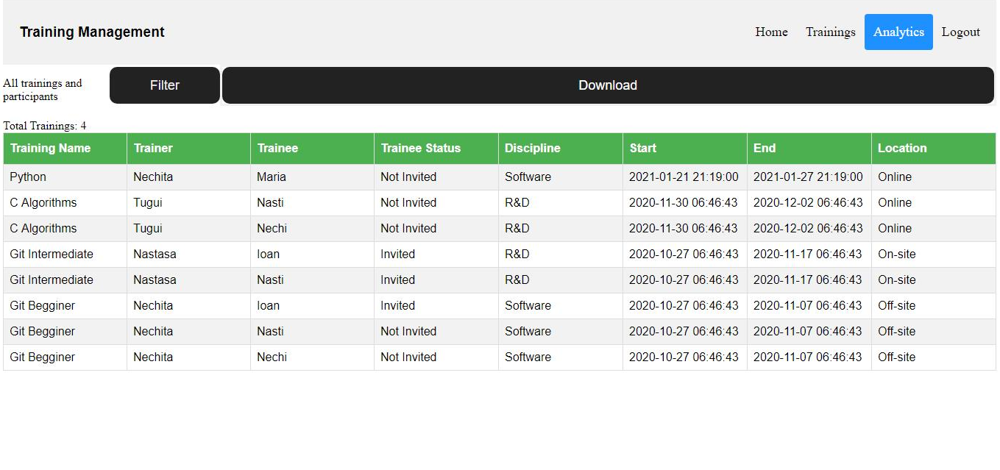 Training Management
Home Trainings Analytics Logout
All trainings and
participants
Filter
Download
Total Trainings: 4
Training Name Trainer Trainee Trainee Status Discipline Start End Location
Python Nechita Maria Not Invited Software 2021-01-21 21:19:00 2021-01-27 21:19:00 Online
C Algorithms Tugui Nasti Not Invited R&D 2020-11-30 06:46:43 2020-12-02 06:46:43 Online
C Algorithms Tugui Nechi Not Invited R&D 2020-11-30 06:46:43 2020-12-02 06:46:43 Online
Git Intermediate Nastasa Ioan Invited R&D 2020-10-27 06:46:43 2020-11-17 06:46:43 On-site
Git Intermediate Nastasa Nasti Invited R&D 2020-10-27 06:46:43 2020-11-17 06:46:43 On-site
Git Begginer Nechita Ioan Invited Software 2020-10-27 06:46:43 2020-11-07 06:46:43 Off-site
Git Begginer Nechita Nasti Not Invited Software 2020-10-27 06:46:43 2020-11-07 06:46:43 Off-site
Git Begginer Nechita Nechi Not Invited Software 2020-10-27 06:46:43 2020-11-07 06:46:43 Off-site